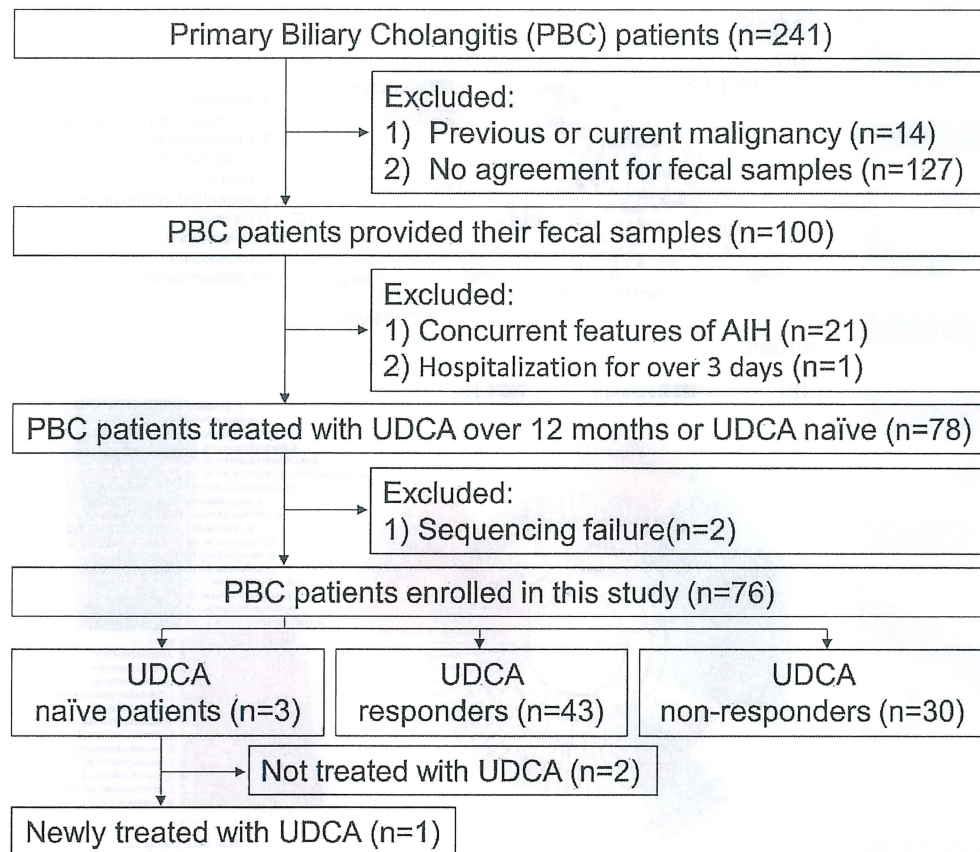 Primary Biliary Cholangitis (PBC) patients (n=241)
Excluded:
1) Previous or current malignancy (n=14)
2) No agreement for fecal samples (n=127)
PBC patients provided their fecal samples (n=100)
Excluded:
1) Concurrent features of AIH (n=21)
2) Hospitalization for over 3 days (n=1)
PBC patients treated with UDCA over 12 months or UDCA naïve (n=78)
Excluded:
1) Sequencing failure(n=2)
PBC patients enrolled in this study (n=76)
UDCA
naïve patients (n=3)
UDCA
responders (n=43)
UDCA
non-responders (n=30)
Not treated with UDCA (n=2)
Newly treated with UDCA (n=1)